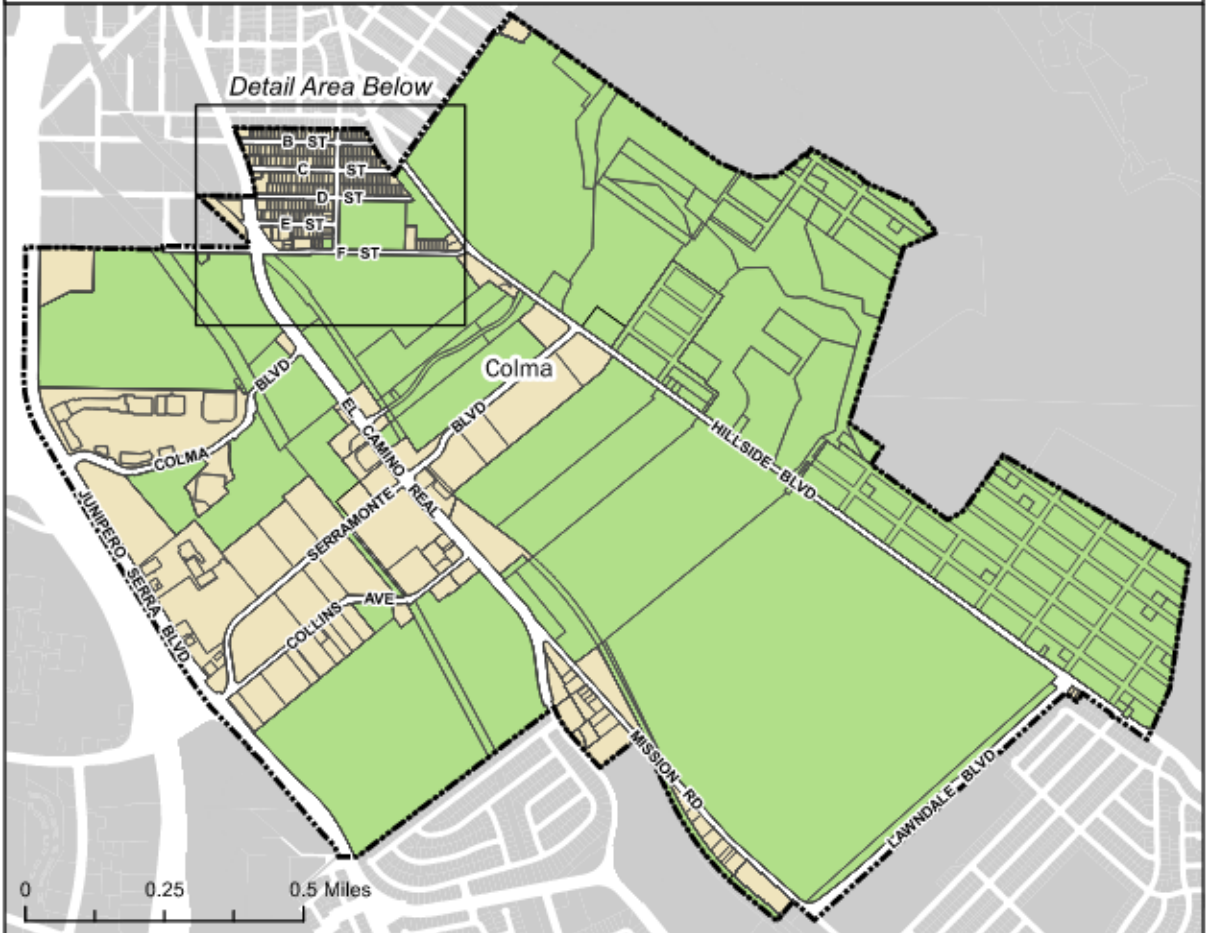 Detail Area Below
B ST
C ST
D ST
E ST
F ST
Colma
COLMA BLVD
EL CAMINO REAL
SERRAMONTE BLVD
HILLSIDE BLVD
JUNIPERO SERRA BLVD
COLLINS AVE
MISSION RD
LAWNDALE BLVD
0 0.25 0.5 Miles